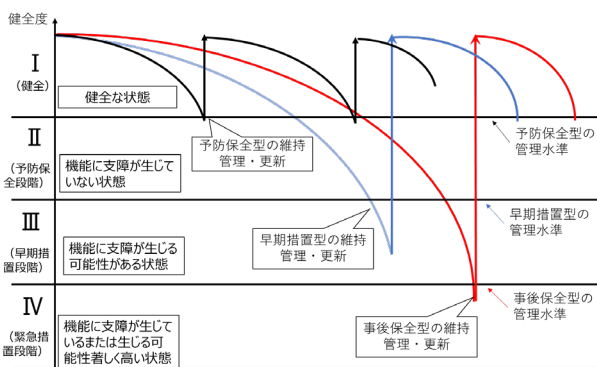 健全度
Ⅰ
(健全)
健全な状態
Ⅱ
(予防保
全段階)
機能に支障が生じて
いない状態
予防保全型の維持
管理・更新
予防保全型の
管理水準
Ⅲ
(早期措
置段階)
機能に支障が生じる
可能性がある状態
早期措置型の維持
管理・更新
早期措置型の
管理水準
Ⅳ
(緊急措
置段階)
機能に支障が生じて
いるまたは生じる可
能性著しく高い状態
事後保全型の維持
管理・更新
事後保全型の
管理水準